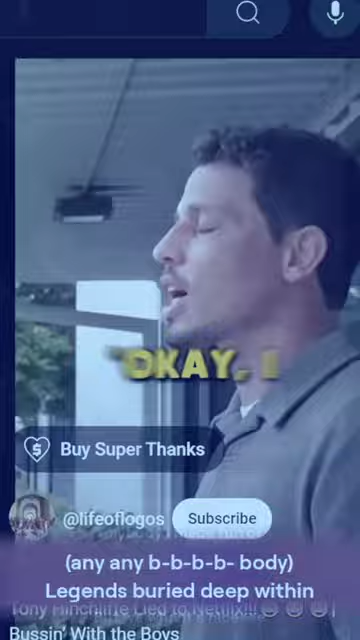 "OKAY, I
Buy Super Thanks
@lifeoflogos
Subscribe
(any any b-b-b-b- body)
Legends buried deep within
Tony Hinchliffe Lied to Netflix!!!
Bussin' With the Boys